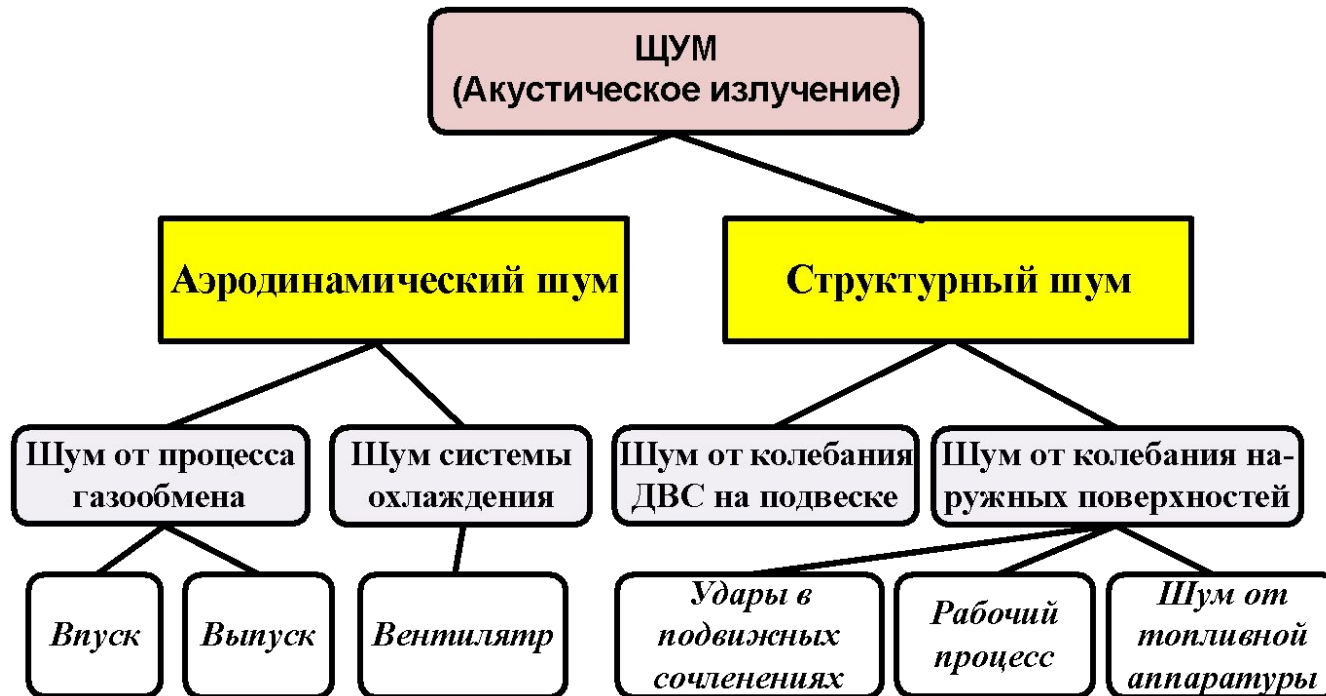 ЩУМ
(Акустическое излучение)
Аэродинамический шум
Структурный шум
Шум от процесса
газообмена
Шум системы
охлаждения
Шум от колебания
ДВС на подвеске
Шум от колебания на-
ружных поверхностей
Впуск
Выпуск
Вентилятр
Удары в
подвижных
сочленениях
Рабочий
процесс
Шум от
топливной
аппаратуры